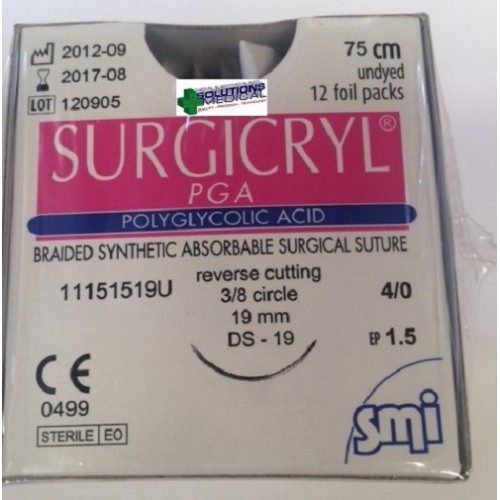 2012-09
75 cm
2017-08
undyed
LOT 120905
12 foil packs
SOLUTIONS
MEDICAL
SURGICRYL®
PGA
POLYGLYCOLIC ACID
BRAIDED SYNTHETIC ABSORBABLE SURGICAL SUTURE
11151519U
reverse cutting
3/8 circle
4/0
19 mm
DS - 19
EP 1.5
CE
0499
STERILE EO
smi